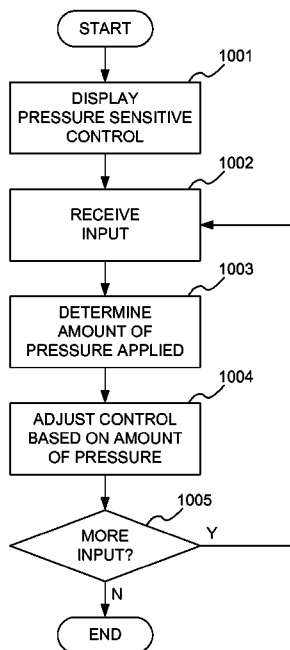 START
1001
DISPLAY
PRESSURE SENSITIVE
CONTROL
1002
RECEIVE
INPUT
1003
DETERMINE
AMOUNT OF
PRESSURE APPLIED
1004
ADJUST CONTROL
BASED ON AMOUNT
OF PRESSURE
1005
MORE
INPUT?
Y
N
END